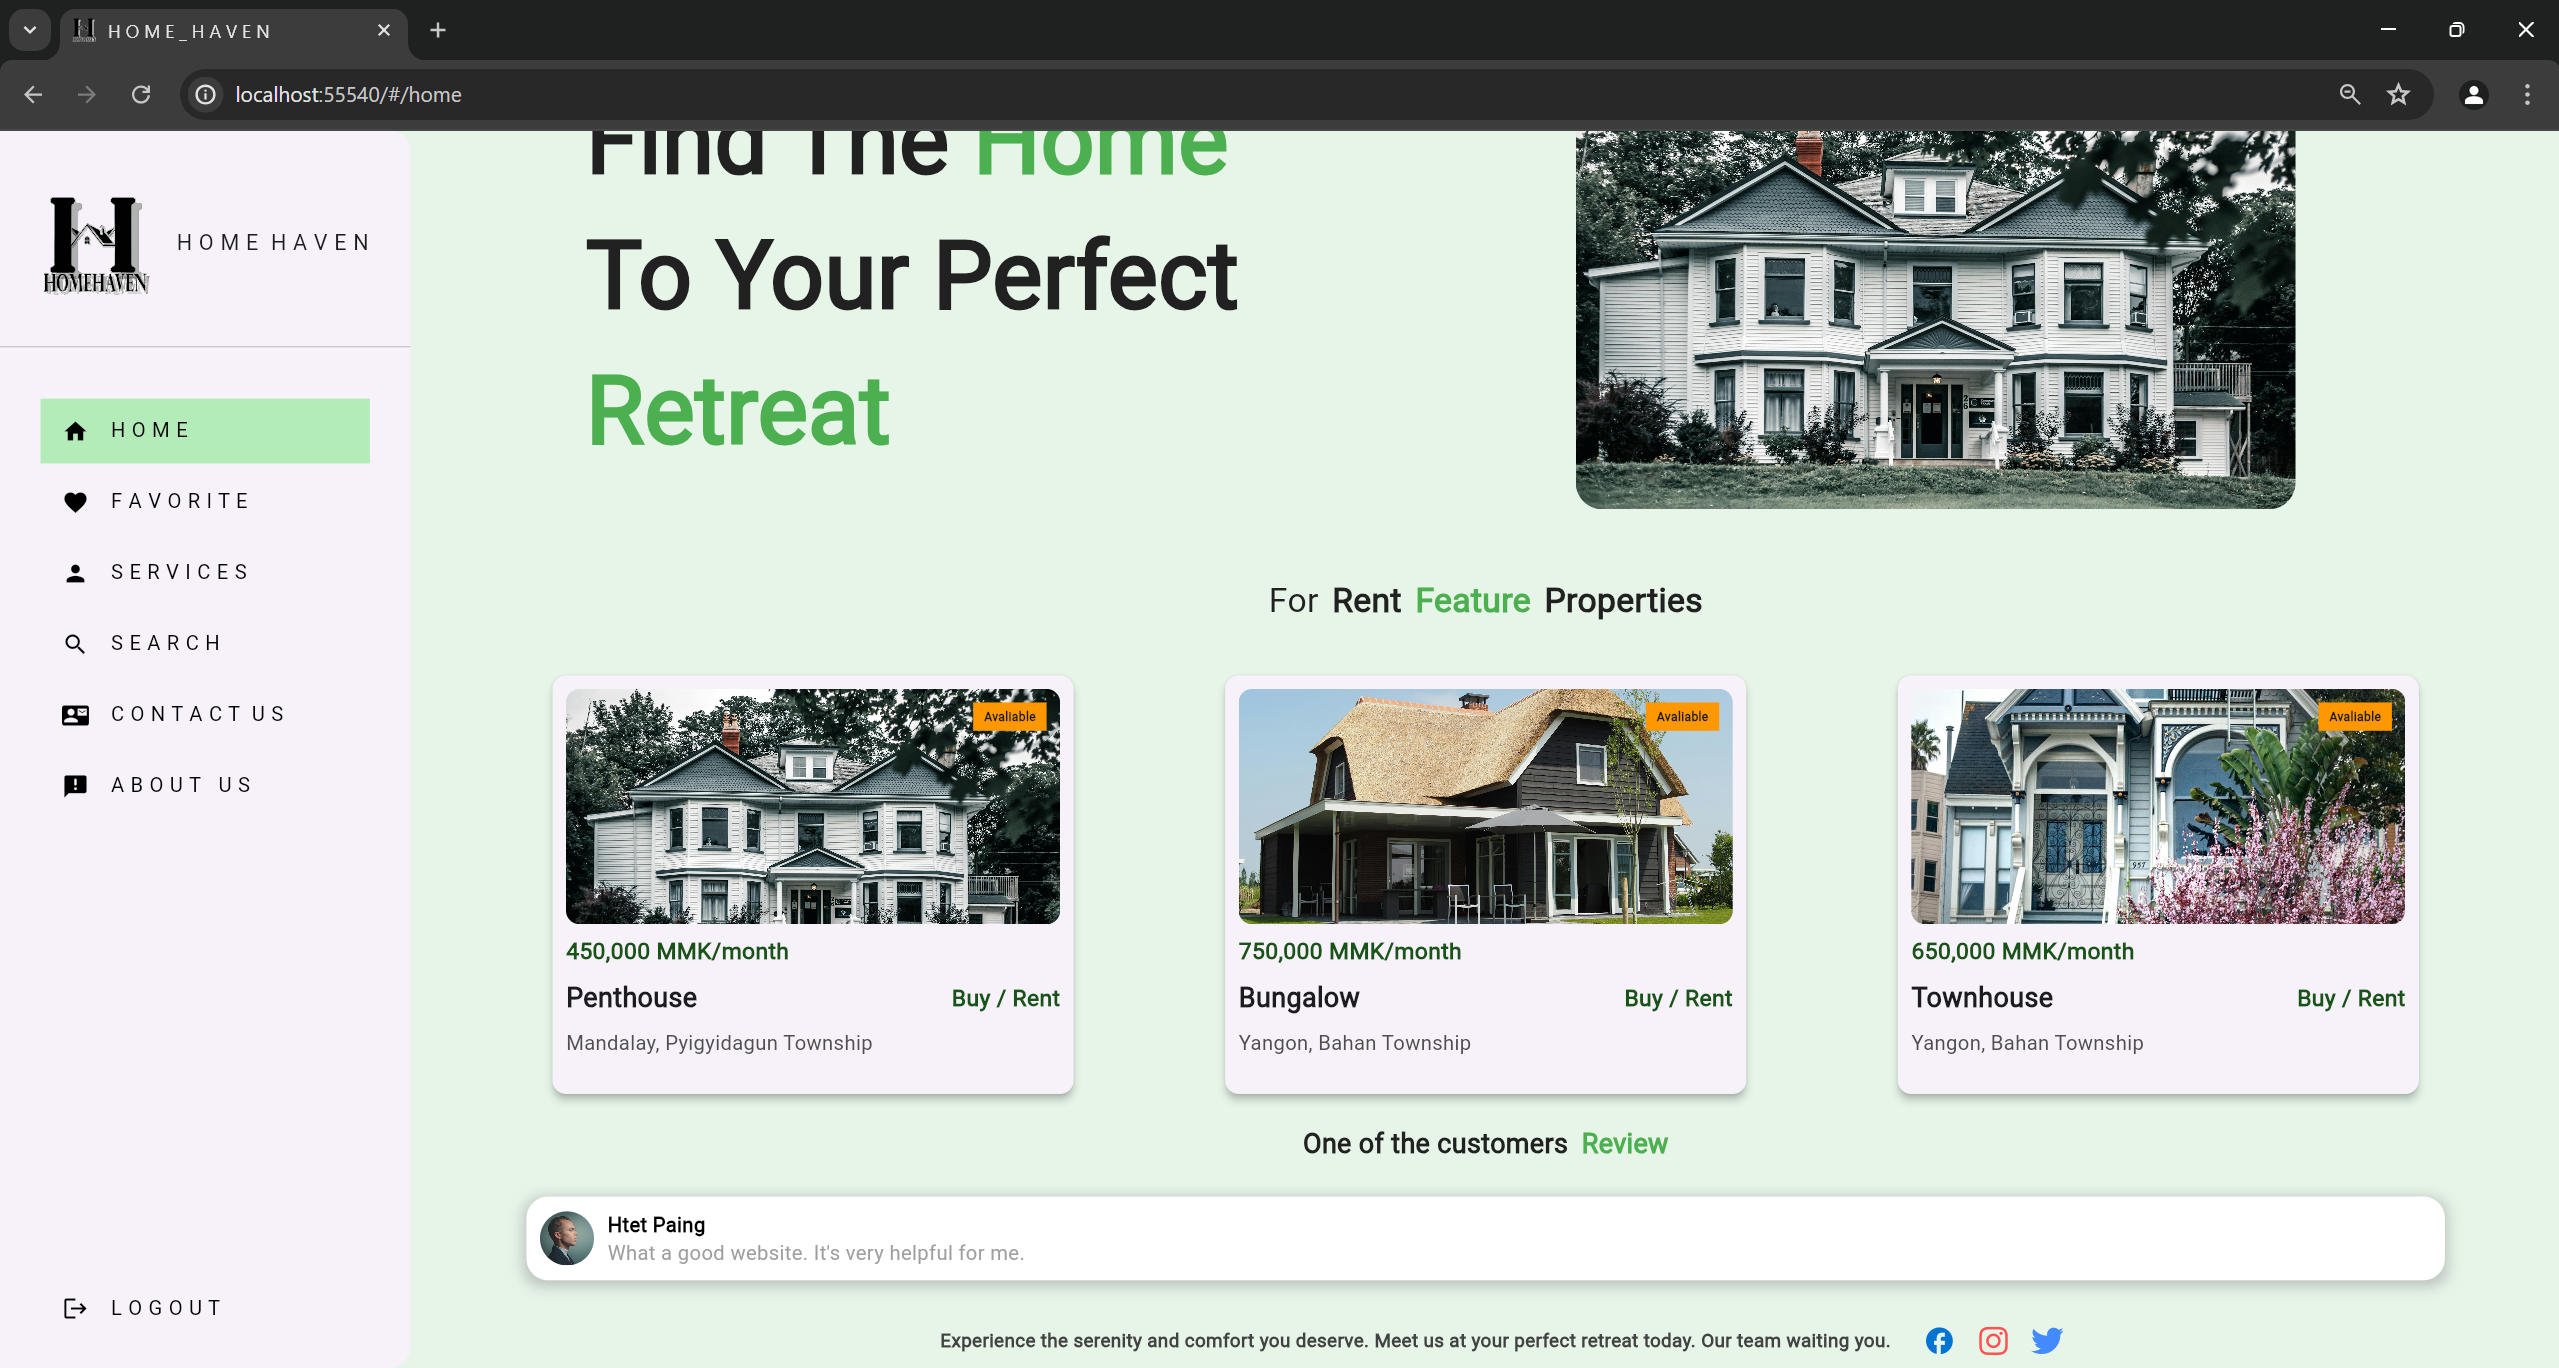 HOME_HAVEN
localhost:55540/#/home
HOMEHAVEN
HOME HAVEN
HOME
FAVORITE
SERVICES
SEARCH
CONTACT US
ABOUT US
LOGOUT
Find The Home
To Your Perfect
Retreat
For Rent Feature Properties
Avaliable
450,000 MMK/month
Penthouse
Buy / Rent
Mandalay, Pyigyidagun Township
Avaliable
750,000 MMK/month
Bungalow
Buy / Rent
Yangon, Bahan Township
Avaliable
957
650,000 MMK/month
Townhouse
Buy / Rent
Yangon, Bahan Township
One of the customers Review
Htet Paing
What a good website. It's very helpful for me.
Experience the serenity and comfort you deserve. Meet us at your perfect retreat today. Our team waiting you.